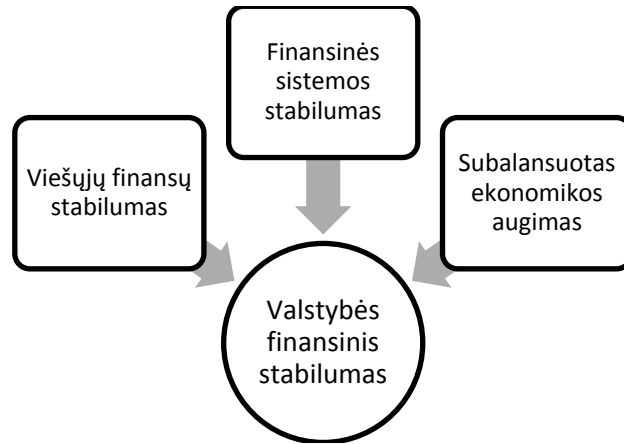 Finansinės
sistemos
stabilumas
Viešųjų finansų
stabilumas
Subalansuotas
ekonomikos
augimas
Valstybės
finansinis
stabilumas